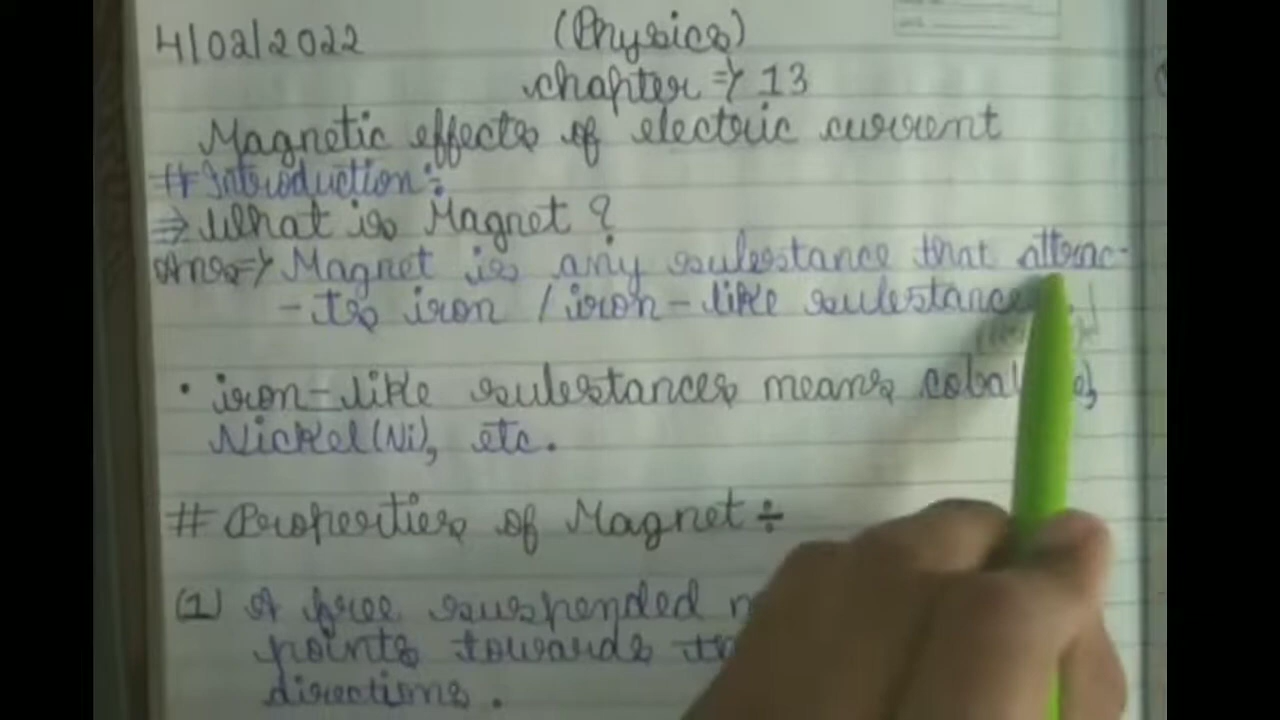 4/02/2022
(Physics)
chapter => 13
Magnetic effects of electric current
# Introduction:-
=> What is Magnet ?
Ans => Magnet is any substance that attrac-
-ts iron / iron-like substances
• iron-like substances means
Nickel(Ni), etc.
# Properties of Magnet ÷
(1) A free suspended
points towards
directions.